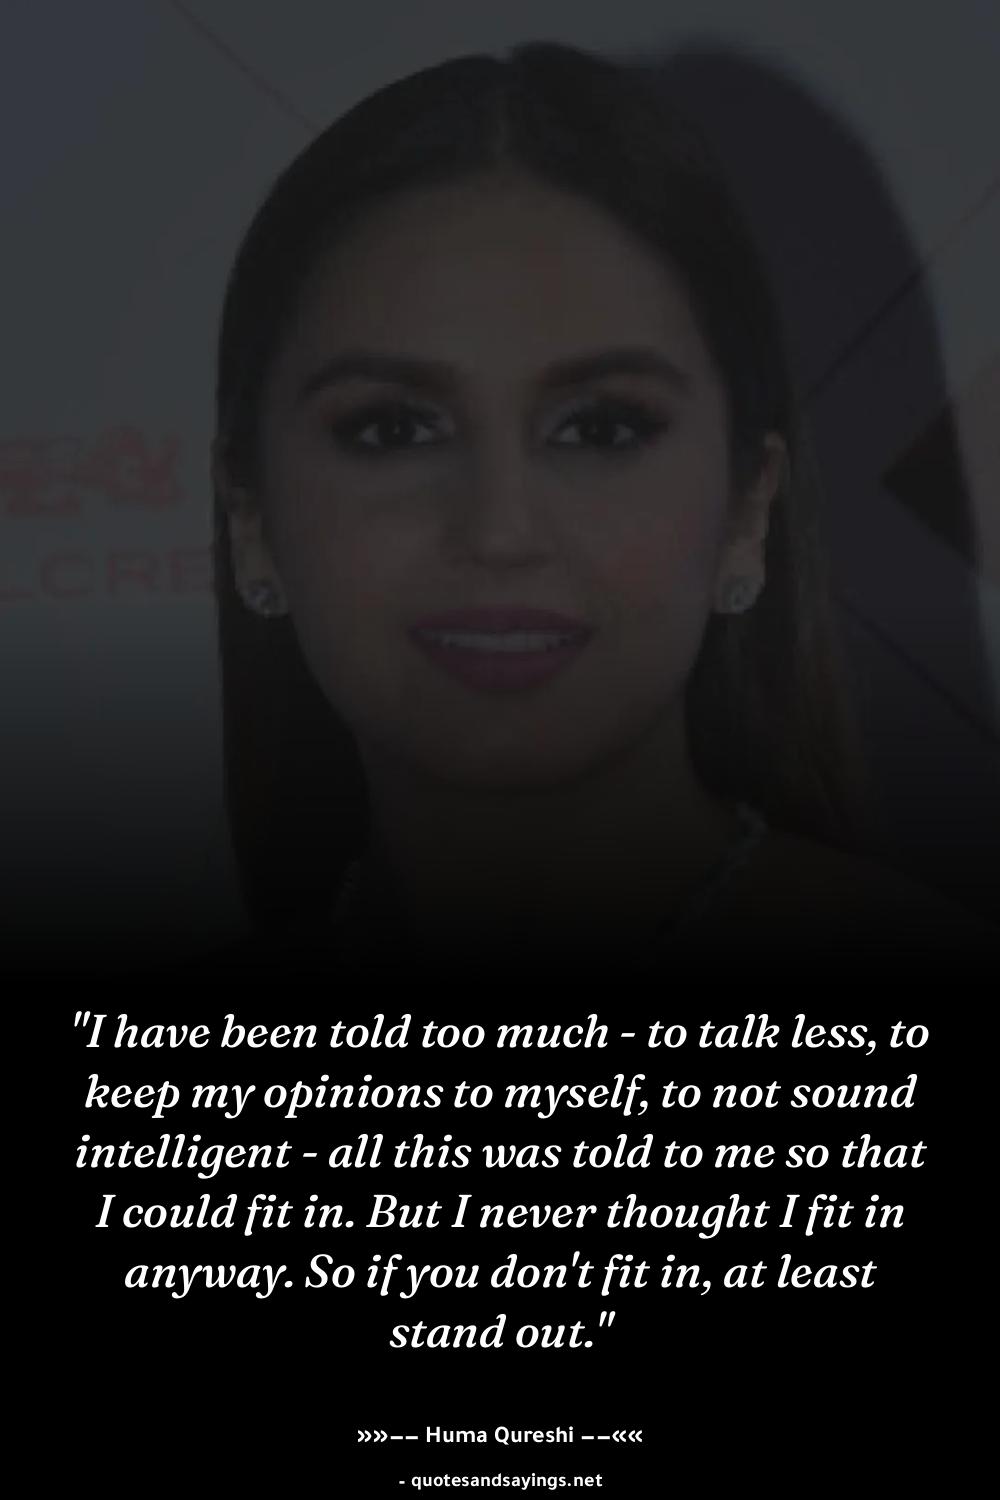 LCRE
"I have been told too much - to talk less, to
keep my opinions to myself, to not sound
intelligent - all this was told to me so that
I could fit in. But I never thought I fit in
anyway. So if you don't fit in, at least
stand out."
»»-- Huma Qureshi --««
- quotesandsayings.net